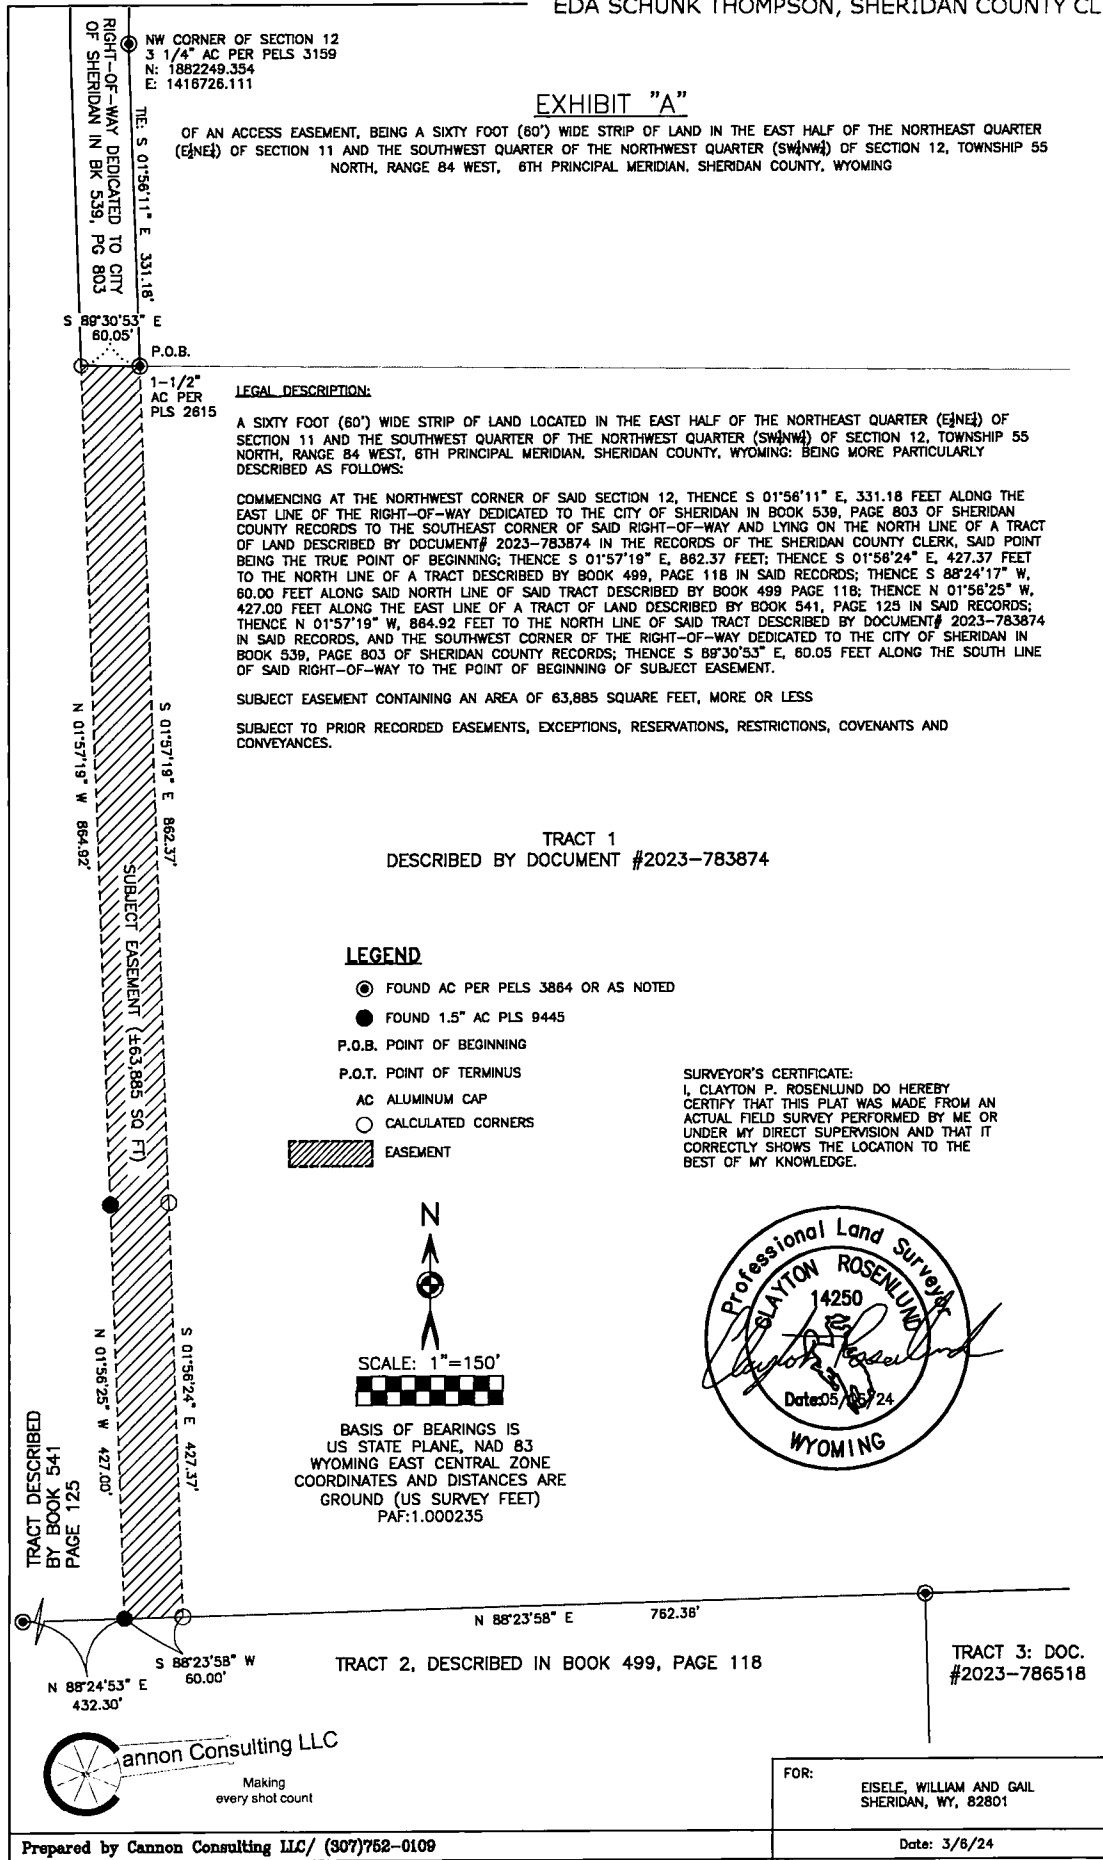 EDA SCHUNK THOMPSON, SHERIDAN COUNTY CL
NW CORNER OF SECTION 12
3 1/4" AC PER PELS 3159
N: 1882249.354
E: 1416726.111
RIGHT-OF-WAY DEDICATED TO CITY
OF SHERIDAN IN BK 539, PG 803
TIE: S 01°56'11" E 331.18'
EXHIBIT "A"
OF AN ACCESS EASEMENT, BEING A SIXTY FOOT (60') WIDE STRIP OF LAND IN THE EAST HALF OF THE NORTHEAST QUARTER
(E½NE¼) OF SECTION 11 AND THE SOUTHWEST QUARTER OF THE NORTHWEST QUARTER (SW¼NW¼) OF SECTION 12, TOWNSHIP 55
NORTH, RANGE 84 WEST, 6TH PRINCIPAL MERIDIAN, SHERIDAN COUNTY, WYOMING
S 89°30'53" E
60.05'
P.O.B.
1-1/2"
AC PER
PLS 2615
LEGAL DESCRIPTION:
A SIXTY FOOT (60') WIDE STRIP OF LAND LOCATED IN THE EAST HALF OF THE NORTHEAST QUARTER (E½NE¼) OF
SECTION 11 AND THE SOUTHWEST QUARTER OF THE NORTHWEST QUARTER (SW¼NW¼) OF SECTION 12, TOWNSHIP 55
NORTH, RANGE 84 WEST, 6TH PRINCIPAL MERIDIAN, SHERIDAN COUNTY, WYOMING: BEING MORE PARTICULARLY
DESCRIBED AS FOLLOWS:
COMMENCING AT THE NORTHWEST CORNER OF SAID SECTION 12, THENCE S 01°56'11" E, 331.18 FEET ALONG THE
EAST LINE OF THE RIGHT-OF-WAY DEDICATED TO THE CITY OF SHERIDAN IN BOOK 539, PAGE 803 OF SHERIDAN
COUNTY RECORDS TO THE SOUTHEAST CORNER OF SAID RIGHT-OF-WAY AND LYING ON THE NORTH LINE OF A TRACT
OF LAND DESCRIBED BY DOCUMENT# 2023-783874 IN THE RECORDS OF THE SHERIDAN COUNTY CLERK, SAID POINT
BEING THE TRUE POINT OF BEGINNING; THENCE S 01°57'19" E, 862.37 FEET; THENCE S 01°56'24" E, 427.37 FEET
TO THE NORTH LINE OF A TRACT DESCRIBED BY BOOK 499, PAGE 118 IN SAID RECORDS; THENCE S 88°24'17" W,
60.00 FEET ALONG SAID NORTH LINE OF SAID TRACT DESCRIBED BY BOOK 499 PAGE 118; THENCE N 01°56'25" W,
427.00 FEET ALONG THE EAST LINE OF A TRACT OF LAND DESCRIBED BY BOOK 541, PAGE 125 IN SAID RECORDS;
THENCE N 01°57'19" W, 864.92 FEET TO THE NORTH LINE OF SAID TRACT DESCRIBED BY DOCUMENT# 2023-783874
IN SAID RECORDS, AND THE SOUTHWEST CORNER OF THE RIGHT-OF-WAY DEDICATED TO THE CITY OF SHERIDAN IN
BOOK 539, PAGE 803 OF SHERIDAN COUNTY RECORDS; THENCE S 89°30'53" E, 60.05 FEET ALONG THE SOUTH LINE
OF SAID RIGHT-OF-WAY TO THE POINT OF BEGINNING OF SUBJECT EASEMENT.
SUBJECT EASEMENT CONTAINING AN AREA OF 63,885 SQUARE FEET, MORE OR LESS
SUBJECT TO PRIOR RECORDED EASEMENTS, EXCEPTIONS, RESERVATIONS, RESTRICTIONS, COVENANTS AND
CONVEYANCES.
N 01°57'19" W 864.92'
S 01°57'19" E 862.37'
SUBJECT EASEMENT (±63,885 SQ FT)
TRACT 1
DESCRIBED BY DOCUMENT #2023-783874
LEGEND
FOUND AC PER PELS 3864 OR AS NOTED
FOUND 1.5" AC PLS 9445
P.O.B. POINT OF BEGINNING
P.O.T. POINT OF TERMINUS
AC ALUMINUM CAP
CALCULATED CORNERS
EASEMENT
SURVEYOR'S CERTIFICATE:
I, CLAYTON P. ROSENLUND DO HEREBY
CERTIFY THAT THIS PLAT WAS MADE FROM AN
ACTUAL FIELD SURVEY PERFORMED BY ME OR
UNDER MY DIRECT SUPERVISION AND THAT IT
CORRECTLY SHOWS THE LOCATION TO THE
BEST OF MY KNOWLEDGE.
N
SCALE: 1"=150'
BASIS OF BEARINGS IS
US STATE PLANE, NAD 83
WYOMING EAST CENTRAL ZONE
COORDINATES AND DISTANCES ARE
GROUND (US SURVEY FEET)
PAF:1.000235
Professional Land Surveyor
CLAYTON ROSENLUND
14250
Clayton Rosenlund
Date:05/ /24
WYOMING
N 01°56'25" W 427.00'
S 01°56'24" E 427.37'
TRACT DESCRIBED
BY BOOK 541
PAGE 125
N 88°23'58" E 762.36'
S 88°23'58" W
60.00'
N 88°24'53" E
432.30'
TRACT 2, DESCRIBED IN BOOK 499, PAGE 118
TRACT 3: DOC.
#2023-786518
Cannon Consulting LLC
Making
every shot count
FOR:
EISELE, WILLIAM AND GAIL
SHERIDAN, WY, 82801
Prepared by Cannon Consulting LLC/ (307)752-0109
Date: 3/6/24